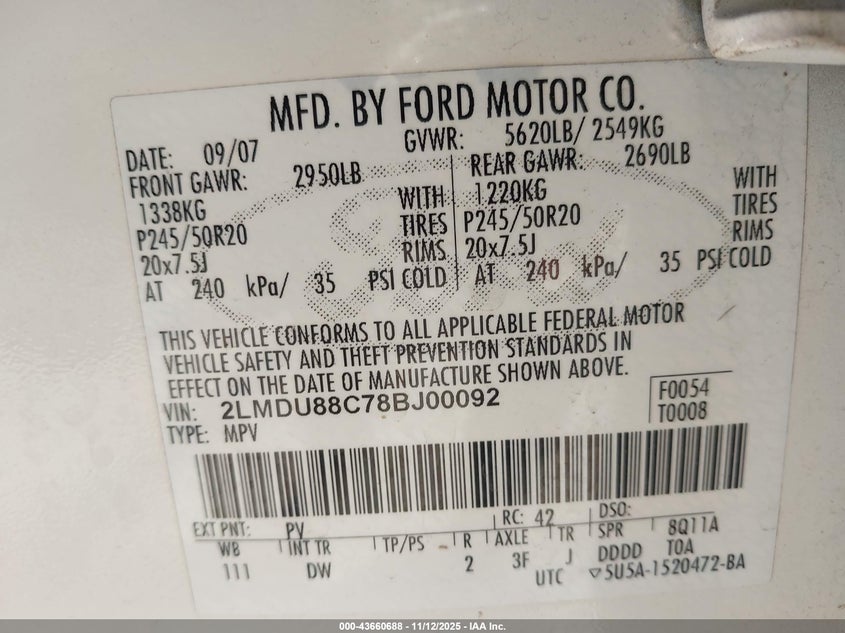 MFD. BY FORD MOTOR CO.
DATE: 09/07 GVWR: 5620LB/ 2549KG
FRONT GAWR: 2950LB REAR GAWR: 2690LB
1338KG WITH 1220KG WITH
P245/50R20 TIRES P245/50R20 TIRES
20x7.5J RIMS 20x7.5J RIMS
AT 240 kPa/ 35 PSI COLD AT 240 kPa/ 35 PSI COLD
Ford
THIS VEHICLE CONFORMS TO ALL APPLICABLE FEDERAL MOTOR
VEHICLE SAFETY AND THEFT PREVENTION STANDARDS IN
EFFECT ON THE DATE OF MANUFACTURE SHOWN ABOVE.
VIN: 2LMDU88C78BJ00092 F0054
TYPE: MPV T0008
EXT PNT: PV RC: 42 DSO:
WB INT TR TP/PS R AXLE TR SPR 8Q11A
111 DW 2 3F J DDDD TOA
UTC ▽5U5A-1520472-BA
000-43660688 - 11/12/2025 - IAA Inc.